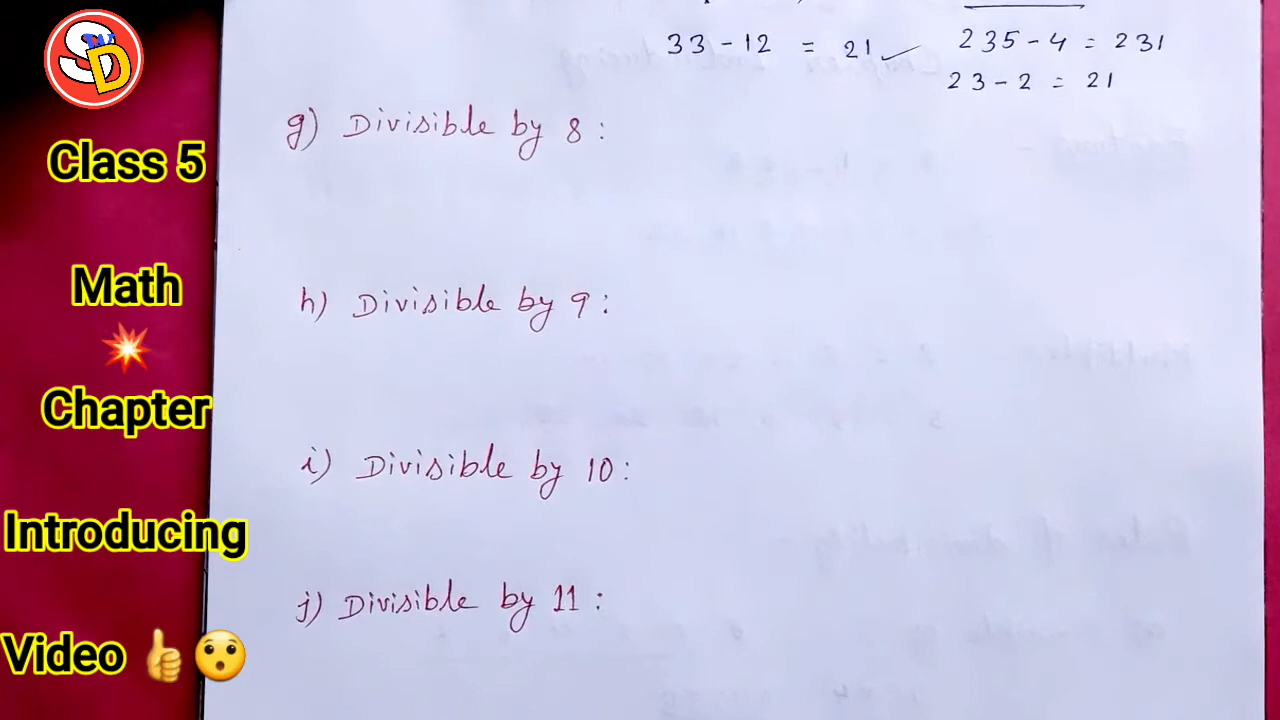 SWD
Class 5
Math
Chapter
Introducing
Video
33 - 12 = 21
235 - 4 = 231
23 - 2 = 21
g) Divisible by 8 :
h) Divisible by 9 :
i) Divisible by 10 :
j) Divisible by 11 :